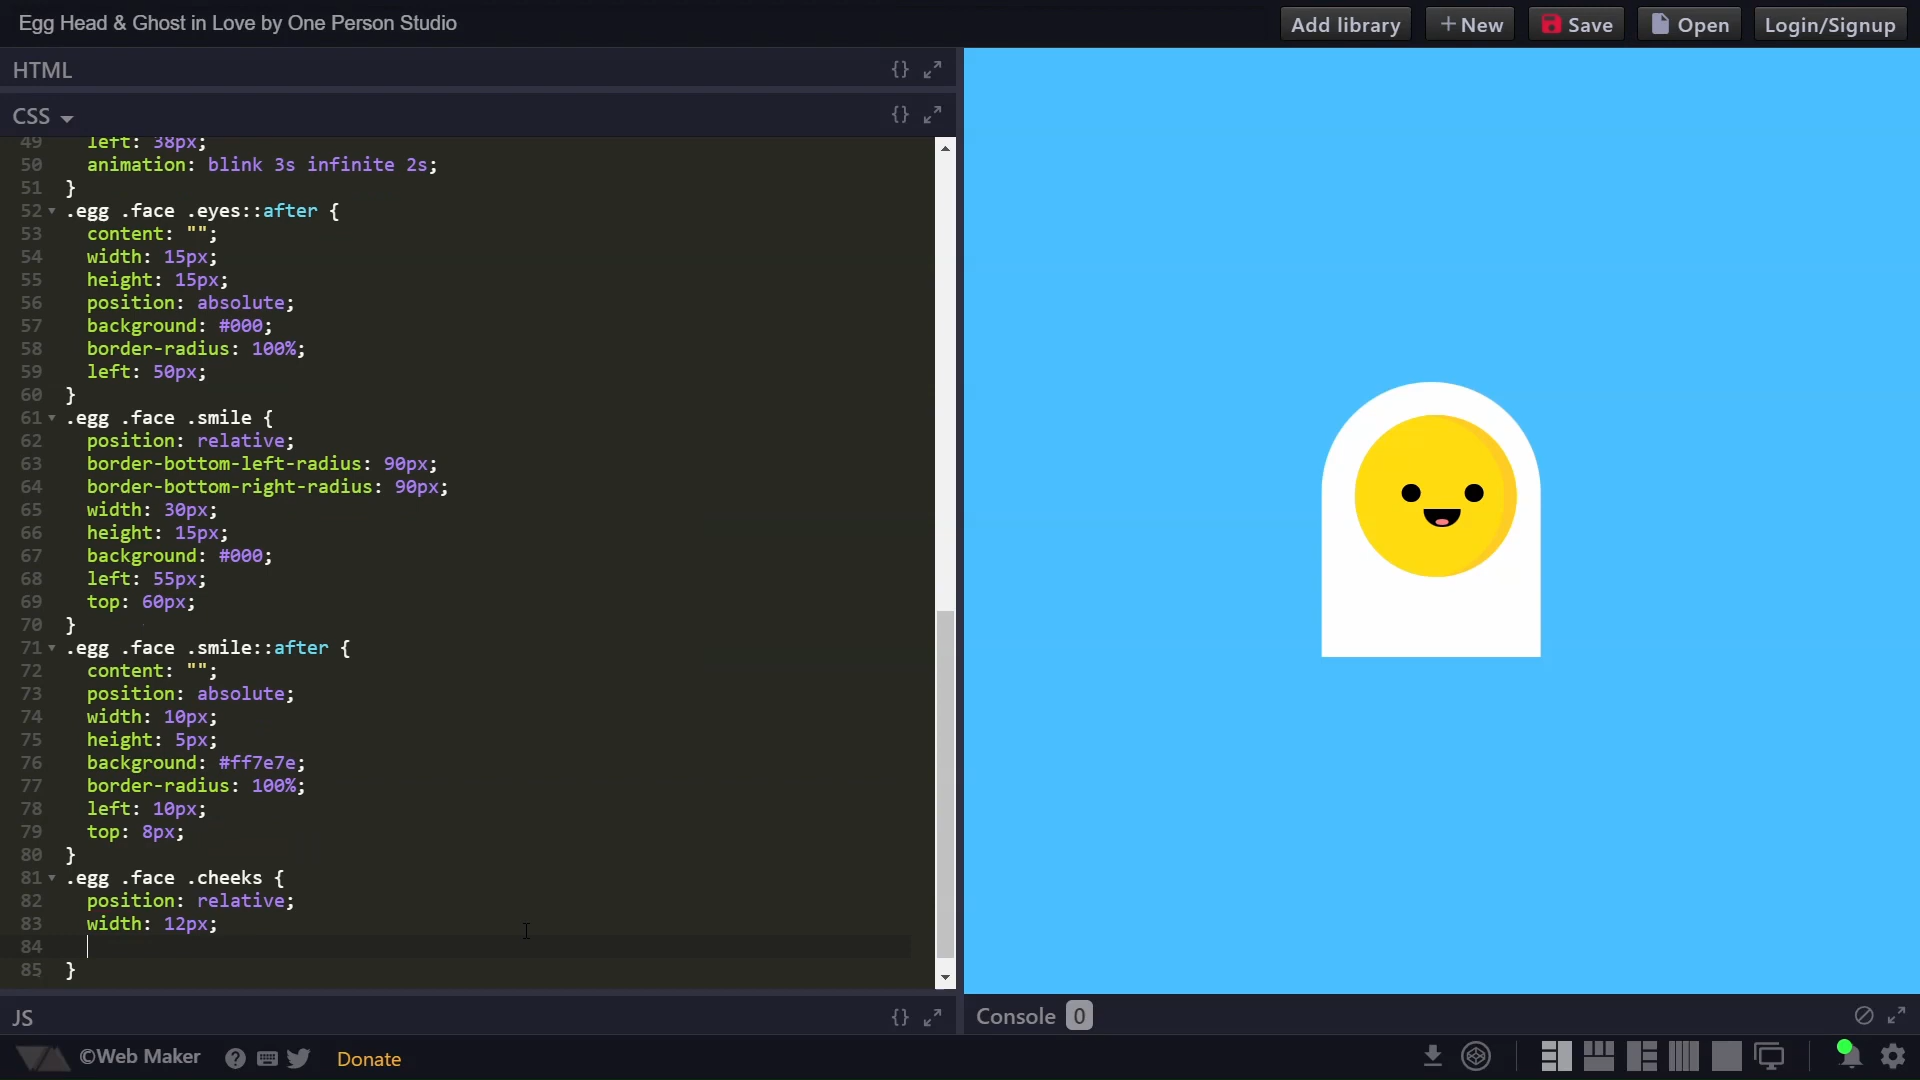 Egg Head & Ghost in Love by One Person Studio
Add library
+New
Save
Open
Login/Signup
HTML
{}
CSS
{}
49 left: 38px;
50 animation: blink 3s infinite 2s;
51 }
52 .egg .face .eyes::after {
53 content: "";
54 width: 15px;
55 height: 15px;
56 position: absolute;
57 background: #000;
58 border-radius: 100%;
59 left: 50px;
60 }
61 .egg .face .smile {
62 position: relative;
63 border-bottom-left-radius: 90px;
64 border-bottom-right-radius: 90px;
65 width: 30px;
66 height: 15px;
67 background: #000;
68 left: 55px;
69 top: 60px;
70 }
71 .egg .face .smile::after {
72 content: "";
73 position: absolute;
74 width: 10px;
75 height: 5px;
76 background: #ff7e7e;
77 border-radius: 100%;
78 left: 10px;
79 top: 8px;
80 }
81 .egg .face .cheeks {
82 position: relative;
83 width: 12px;
84
85 }
JS
{}
Console 0
©Web Maker
?
Donate